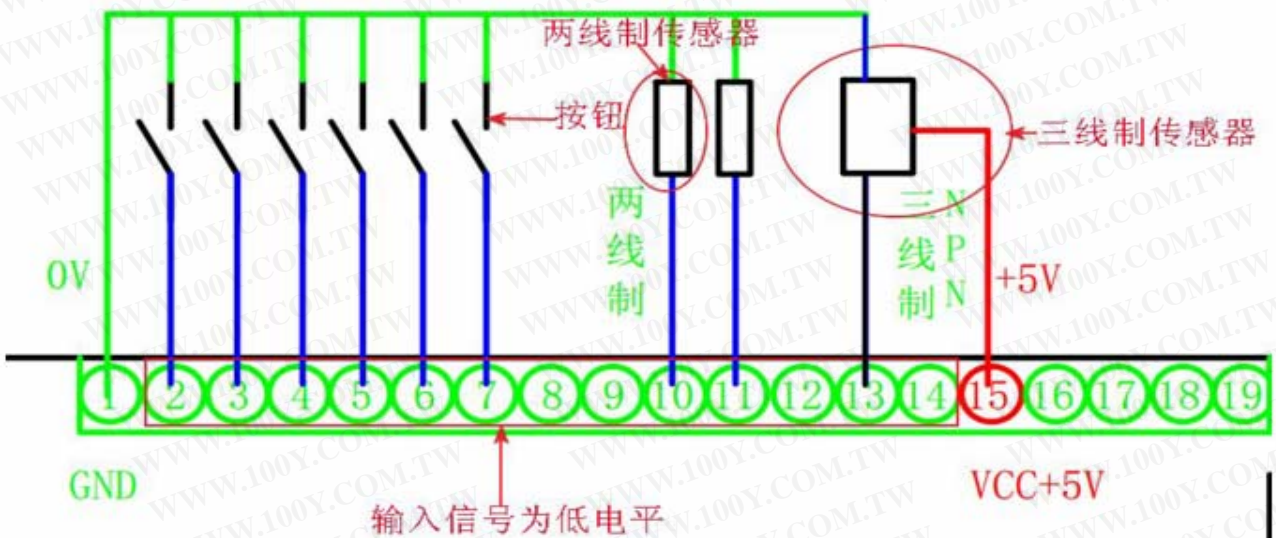 两线制传感器
按钮
三线制传感器
两线制
三线制
NPN
0V
+5V
1 2 3 4 5 6 7 8 9 10 11 12 13 14 15 16 17 18 19
GND
VCC+5V
输入信号为低电平
WWW.100Y.COM.TW